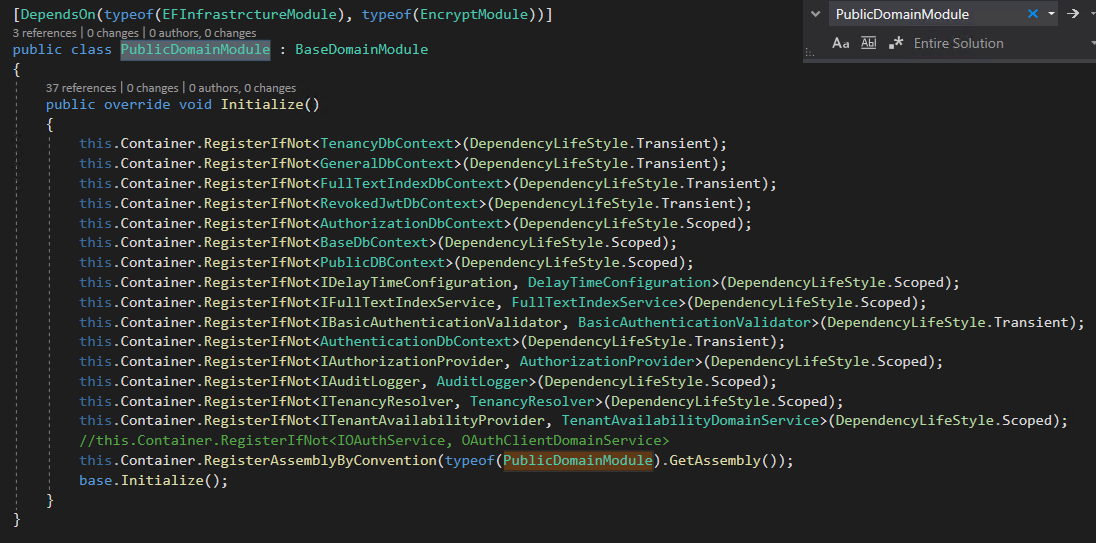 [DependsOn(typeof(EFInfrastrctureModule), typeof(EncryptModule))]
PublicDomainModule
3 references | 0 changes | 0 authors, 0 changes
public class PublicDomainModule : BaseDomainModule
Aa Ab .* Entire Solution
{
37 references | 0 changes | 0 authors, 0 changes
public override void Initialize()
{
this.Container.RegisterIfNot<TenancyDbContext>(DependencyLifeStyle.Transient);
this.Container.RegisterIfNot<GeneralDbContext>(DependencyLifeStyle.Transient);
this.Container.RegisterIfNot<FullTextIndexDbContext>(DependencyLifeStyle.Transient);
this.Container.RegisterIfNot<RevokedJwtDbContext>(DependencyLifeStyle.Transient);
this.Container.RegisterIfNot<AuthorizationDbContext>(DependencyLifeStyle.Scoped);
this.Container.RegisterIfNot<BaseDbContext>(DependencyLifeStyle.Scoped);
this.Container.RegisterIfNot<PublicDBContext>(DependencyLifeStyle.Scoped);
this.Container.RegisterIfNot<IDelayTimeConfiguration, DelayTimeConfiguration>(DependencyLifeStyle.Scoped);
this.Container.RegisterIfNot<IFullTextIndexService, FullTextIndexService>(DependencyLifeStyle.Scoped);
this.Container.RegisterIfNot<IBasicAuthenticationValidator, BasicAuthenticationValidator>(DependencyLifeStyle.Transient);
this.Container.RegisterIfNot<AuthenticationDbContext>(DependencyLifeStyle.Transient);
this.Container.RegisterIfNot<IAuthorizationProvider, AuthorizationProvider>(DependencyLifeStyle.Scoped);
this.Container.RegisterIfNot<IAuditLogger, AuditLogger>(DependencyLifeStyle.Scoped);
this.Container.RegisterIfNot<ITenancyResolver, TenancyResolver>(DependencyLifeStyle.Scoped);
this.Container.RegisterIfNot<ITenantAvailabilityProvider, TenantAvailabilityDomainService>(DependencyLifeStyle.Scoped);
//this.Container.RegisterIfNot<IOAuthService, OAuthClientDomainService>
this.Container.RegisterAssemblyByConvention(typeof(PublicDomainModule).GetAssembly());
base.Initialize();
}
}